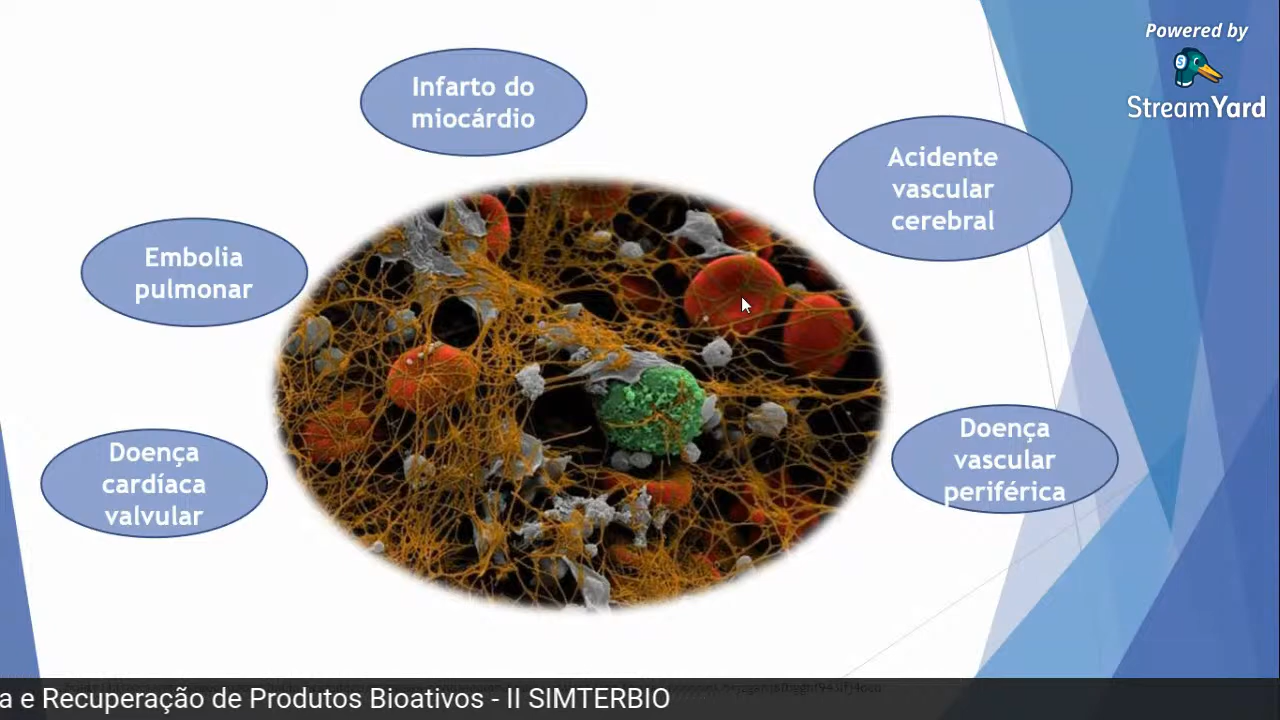 Powered by
StreamYard
Infarto do
miocárdio
Acidente
vascular
cerebral
Embolia
pulmonar
Doença
cardíaca
valvular
Doença
vascular
periférica
a e Recuperação de Produtos Bioativos - II SIMTERBIO